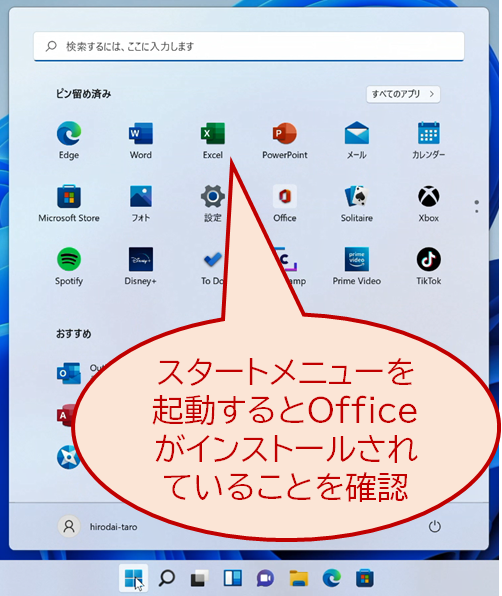 検索するには、ここに入力します
ピン留め済み
すべてのアプリ
Edge
Word
Excel
PowerPoint
メール
カレンダー
Microsoft Store
フォト
設定
Office
Solitaire
Xbox
Spotify
Disney+
To Do
Prime Video
TikTok
おすすめ
スタートメニューを
起動するとOffice
がインストールされ
ていることを確認
hirodai-taro